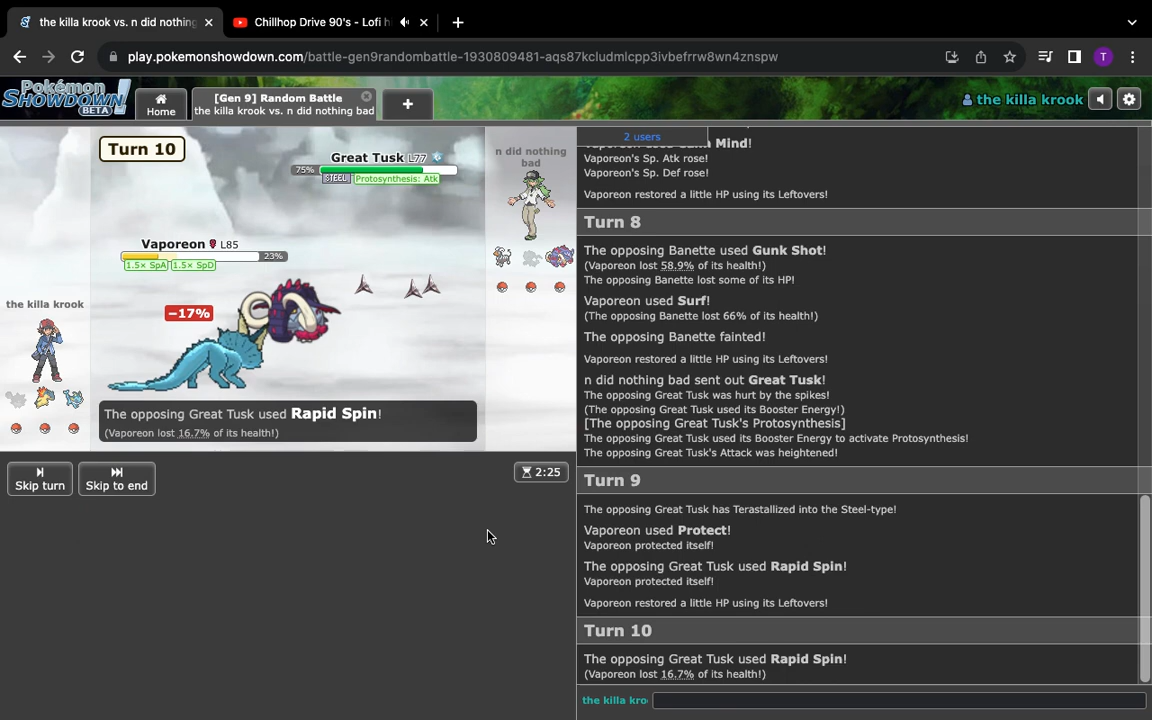 the killa krook vs. n did nothing
Chillhop Drive 90's - Lofi h
play.pokemonshowdown.com/battle-gen9randombattle-1930809481-aqs87kcludmlcpp3ivbefrrw8wn4znspw
T
Pokémon
SHOWDOWN!
BETA
Home
[Gen 9] Random Battle
the killa krook vs. n did nothing bad
+
the killa krook
Turn 10
Great Tusk L77
75%
STEEL Protosynthesis: Atk
Vaporeon L85
23%
1.5× SpA 1.5× SpD
−17%
n did nothing
bad
the killa krook
The opposing Great Tusk used Rapid Spin!
(Vaporeon lost 16.7% of its health!)
Skip turn
Skip to end
2:25
2 users
Mind!
Vaporeon's Sp. Atk rose!
Vaporeon's Sp. Def rose!
Vaporeon restored a little HP using its Leftovers!
Turn 8
The opposing Banette used Gunk Shot!
(Vaporeon lost 58.9% of its health!)
The opposing Banette lost some of its HP!
Vaporeon used Surf!
(The opposing Banette lost 66% of its health!)
The opposing Banette fainted!
Vaporeon restored a little HP using its Leftovers!
n did nothing bad sent out Great Tusk!
The opposing Great Tusk was hurt by the spikes!
(The opposing Great Tusk used its Booster Energy!)
[The opposing Great Tusk's Protosynthesis]
The opposing Great Tusk used its Booster Energy to activate Protosynthesis!
The opposing Great Tusk's Attack was heightened!
Turn 9
The opposing Great Tusk has Terastallized into the Steel-type!
Vaporeon used Protect!
Vaporeon protected itself!
The opposing Great Tusk used Rapid Spin!
Vaporeon protected itself!
Vaporeon restored a little HP using its Leftovers!
Turn 10
The opposing Great Tusk used Rapid Spin!
(Vaporeon lost 16.7% of its health!)
the killa kro